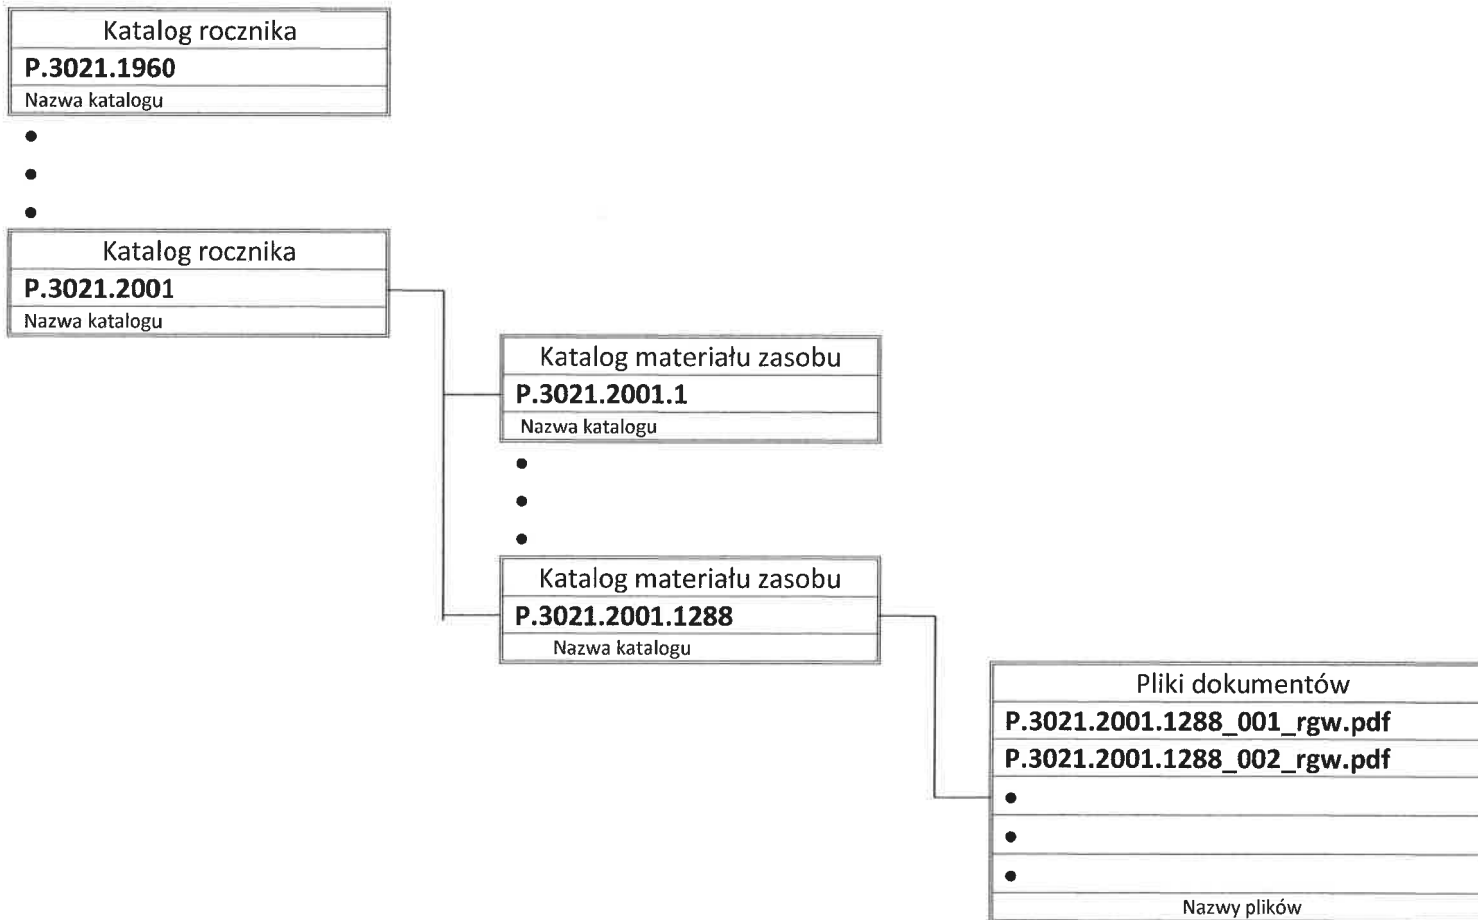 Katalog rocznika
P.3021.1960
Nazwa katalogu
•
•
•
Katalog rocznika
P.3021.2001
Nazwa katalogu
Katalog materiału zasobu
P.3021.2001.1
Nazwa katalogu
•
•
•
Katalog materiału zasobu
P.3021.2001.1288
Nazwa katalogu
Pliki dokumentów
P.3021.2001.1288_001_rgw.pdf
P.3021.2001.1288_002_rgw.pdf
•
•
•
Nazwy plików